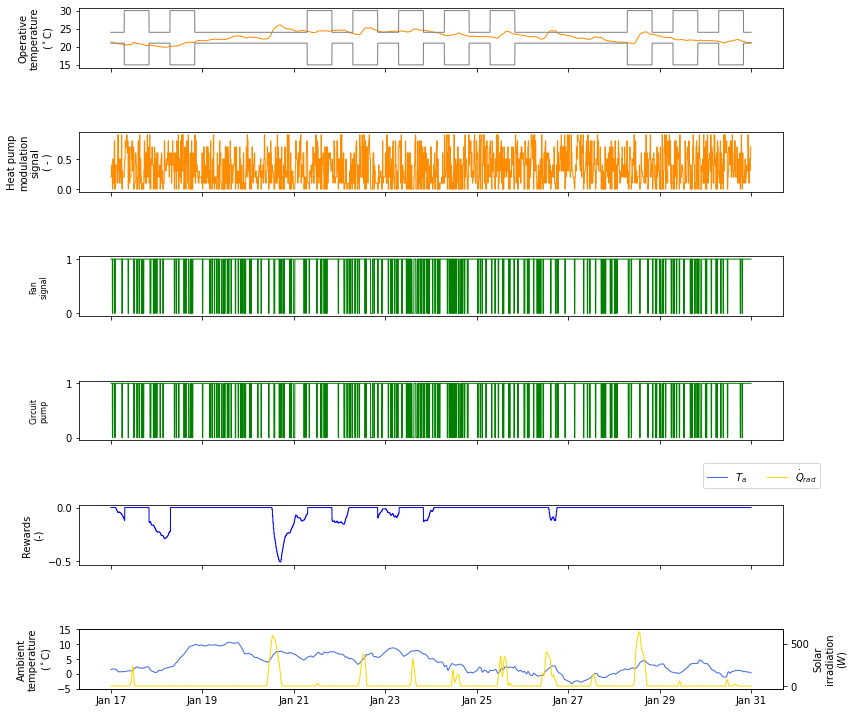 Operative
temperature
(°C)
30
25
20
15
Heat pump
modulation
signal
( - )
0.5
0.0
Fan
signal
1
0
Circuit
pump
1
0
T_a
Q̇_rad
Rewards
(-)
0.0
−0.5
Ambient
temperature
(°C)
15
10
5
0
−5
500
0
Solar
irradiation
(W)
Jan 17
Jan 19
Jan 21
Jan 23
Jan 25
Jan 27
Jan 29
Jan 31